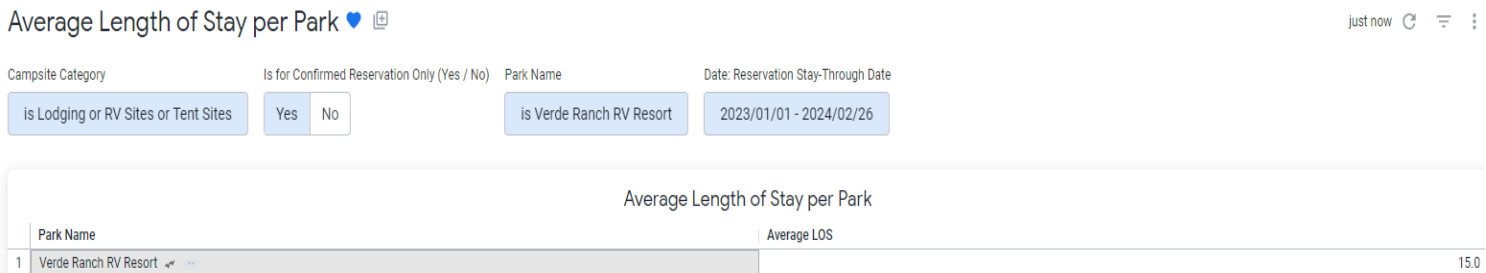 Average Length of Stay per Park
just now
Campsite Category
Is for Confirmed Reservation Only (Yes / No)
Park Name
Date: Reservation Stay-Through Date
is Lodging or RV Sites or Tent Sites
Yes No
is Verde Ranch RV Resort
2023/01/01 - 2024/02/26
Average Length of Stay per Park
Park Name Average LOS
1 Verde Ranch RV Resort 15.0